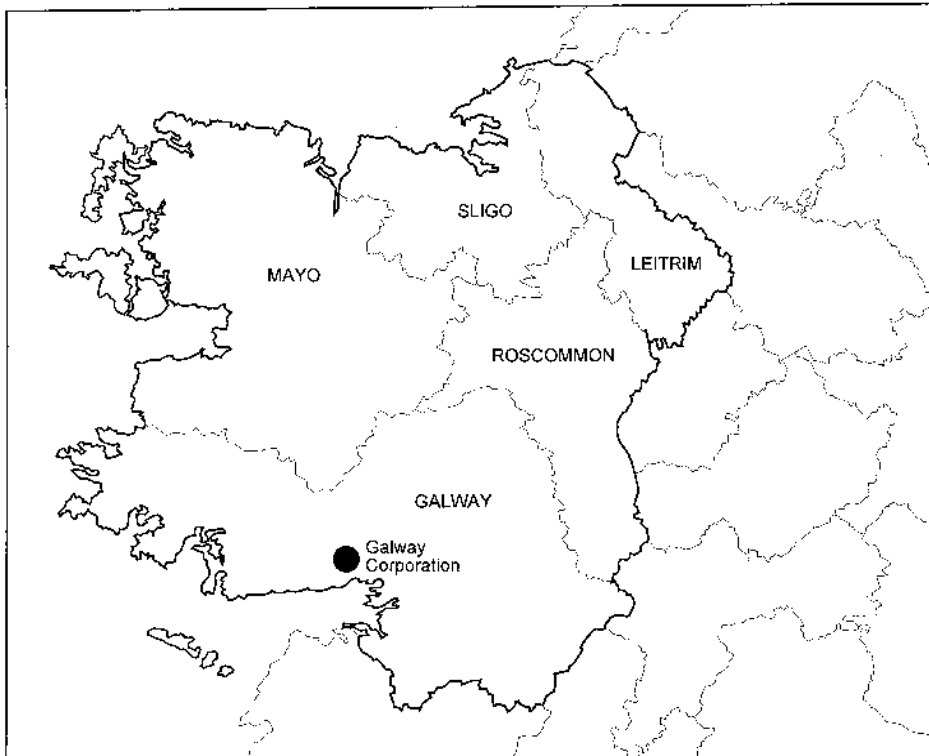 SLIGO
LEITRIM
MAYO
ROSCOMMON
GALWAY
Galway
Corporation